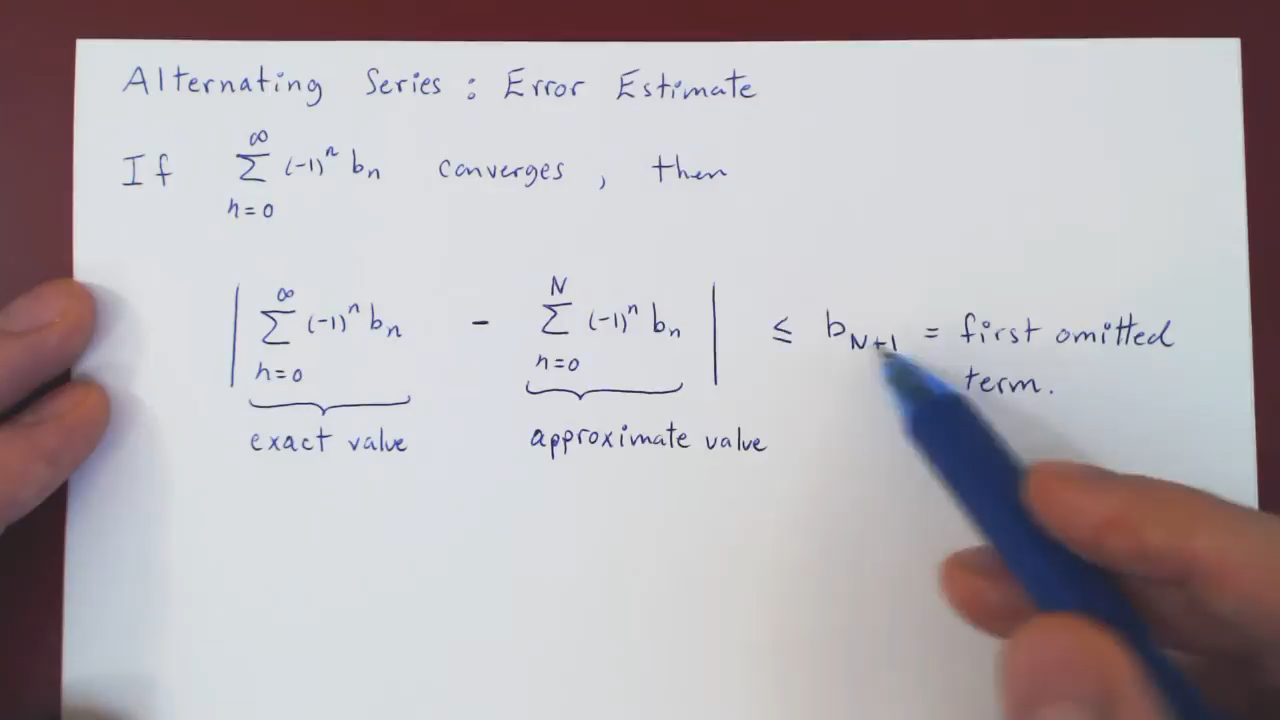 Alternating Series : Error Estimate
If ∑_{n=0}^{∞} (-1)^n b_n converges , then
| ∑_{n=0}^{∞} (-1)^n b_n - ∑_{n=0}^{N} (-1)^n b_n | ≤ b_{N+1} = first omitted
term.
exact value approximate value